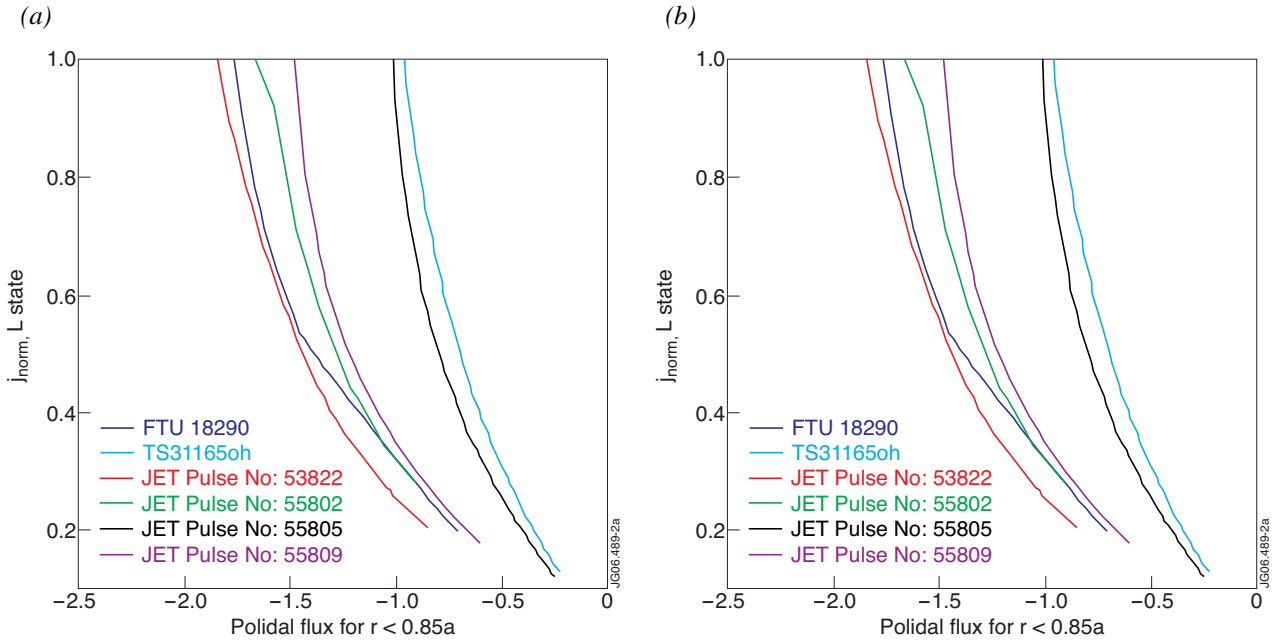 (a)
1.0
0.8
0.6
0.4
0.2
j norm, L state
FTU 18290
TS31165oh
JET Pulse No: 53822
JET Pulse No: 55802
JET Pulse No: 55805
JET Pulse No: 55809
JG06.489-2a
−2.5 −2.0 −1.5 −1.0 −0.5 0
Polidal flux for r < 0.85a
(b)
1.0
0.8
0.6
0.4
0.2
j norm, L state
FTU 18290
TS31165oh
JET Pulse No: 53822
JET Pulse No: 55802
JET Pulse No: 55805
JET Pulse No: 55809
JG06.489-2a
−2.5 −2.0 −1.5 −1.0 −0.5 0
Polidal flux for r < 0.85a